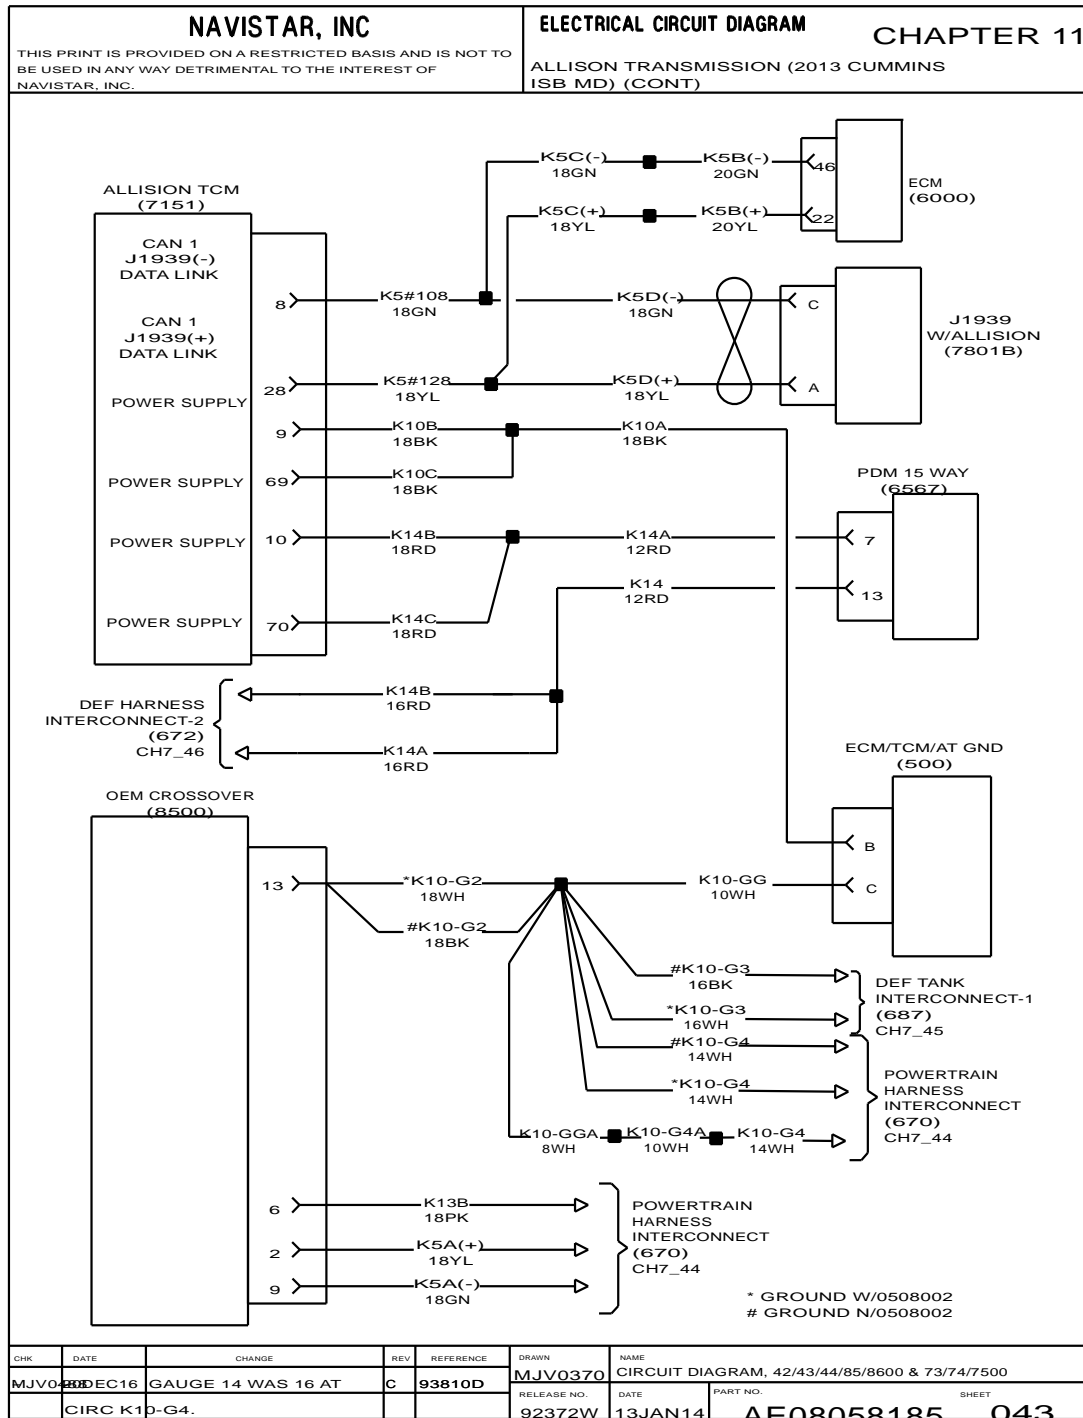 NAVISTAR, INC
THIS PRINT IS PROVIDED ON A RESTRICTED BASIS AND IS NOT TO
BE USED IN ANY WAY DETRIMENTAL TO THE INTEREST OF
NAVISTAR, INC.
ELECTRICAL CIRCUIT DIAGRAM
CHAPTER 11
ALLISON TRANSMISSION (2013 CUMMINS
ISB MD) (CONT)
K5C(-)
18GN
K5B(-)
20GN
46
ECM
(6000)
K5C(+)
18YL
K5B(+)
20YL
22
ALLISION TCM
(7151)
CAN 1
J1939(-)
DATA LINK
8
K5#108
18GN
K5D(-)
18GN
C
J1939
W/ALLISION
(7801B)
CAN 1
J1939(+)
DATA LINK
28
K5#128
18YL
K5D(+)
18YL
A
POWER SUPPLY
9
K10B
18BK
K10A
18BK
POWER SUPPLY
69
K10C
18BK
PDM 15 WAY
(6567)
POWER SUPPLY
10
K14B
18RD
K14A
12RD
7
K14
12RD
13
POWER SUPPLY
70
K14C
18RD
DEF HARNESS
INTERCONNECT-2
(672)
CH7_46
K14B
16RD
K14A
16RD
ECM/TCM/AT GND
(500)
B
C
OEM CROSSOVER
(8500)
13
*K10-G2
18WH
#K10-G2
18BK
K10-GG
10WH
#K10-G3
16BK
*K10-G3
16WH
DEF TANK
INTERCONNECT-1
(687)
CH7_45
#K10-G4
14WH
*K10-G4
14WH
K10-GGA
8WH
K10-G4A
10WH
K10-G4
14WH
POWERTRAIN
HARNESS
INTERCONNECT
(670)
CH7_44
6
K13B
18PK
2
K5A(+)
18YL
9
K5A(-)
18GN
POWERTRAIN
HARNESS
INTERCONNECT
(670)
CH7_44
* GROUND W/0508002
# GROUND N/0508002
CHK DATE CHANGE REV REFERENCE
GAUGE 14 WAS 16 AT C 93810D
CIRC K10-G4.
DRAWN
MJV0370
NAME
CIRCUIT DIAGRAM, 42/43/44/85/8600 & 73/74/7500
RELEASE NO.
92372W
DATE
13JAN14
PART NO.
AE08058185
SHEET
043